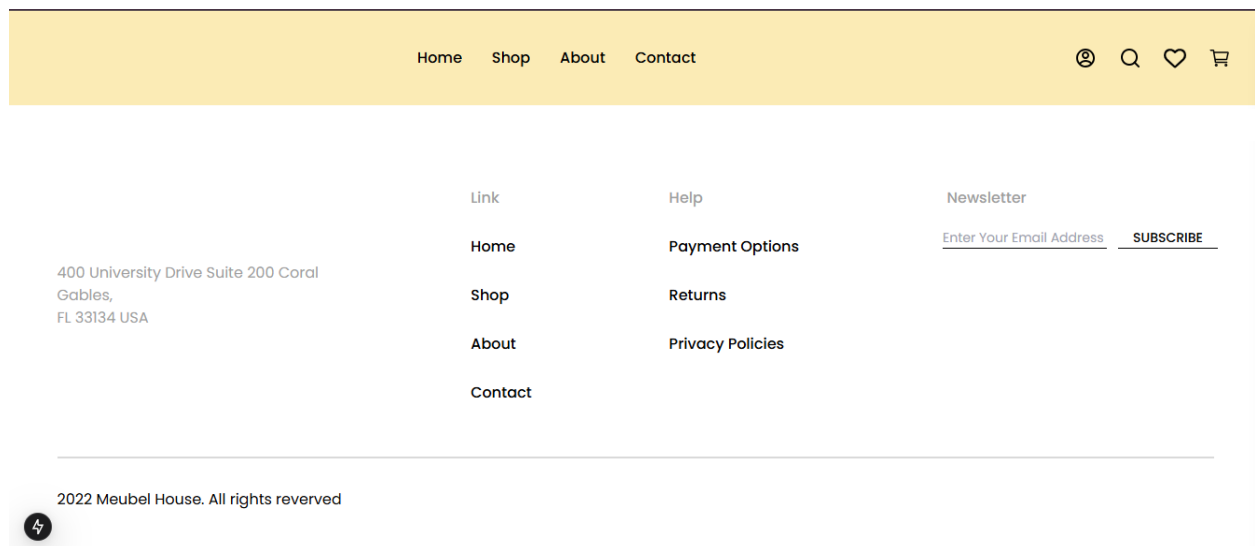 Home Shop About Contact
Link
Home
Shop
About
Contact
Help
Payment Options
Returns
Privacy Policies
Newsletter
Enter Your Email Address SUBSCRIBE
400 University Drive Suite 200 Coral
Gables,
FL 33134 USA
2022 Meubel House. All rights reverved